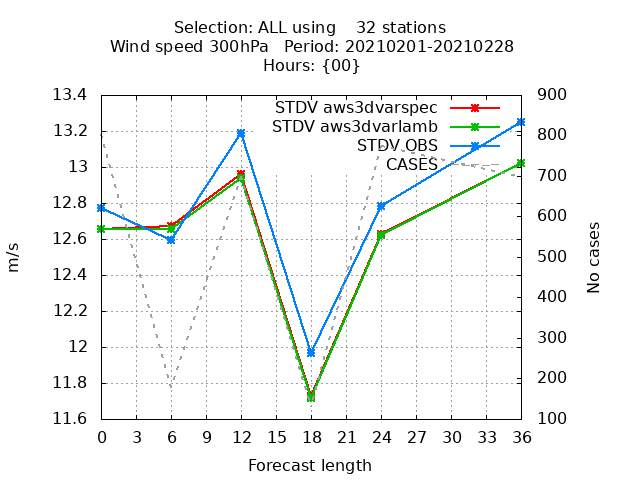 Selection: ALL using    32 stations
Wind speed 300hPa   Period: 20210201-20210228
Hours: {00}
STDV aws3dvarspec
STDV aws3dvarlamb
STDV OBS
CASES
13.4
13.2
13
12.8
12.6
12.4
12.2
12
11.8
11.6
m/s
900
800
700
600
500
400
300
200
100
No cases
0 3 6 9 12 15 18 21 24 27 30 33 36
Forecast length